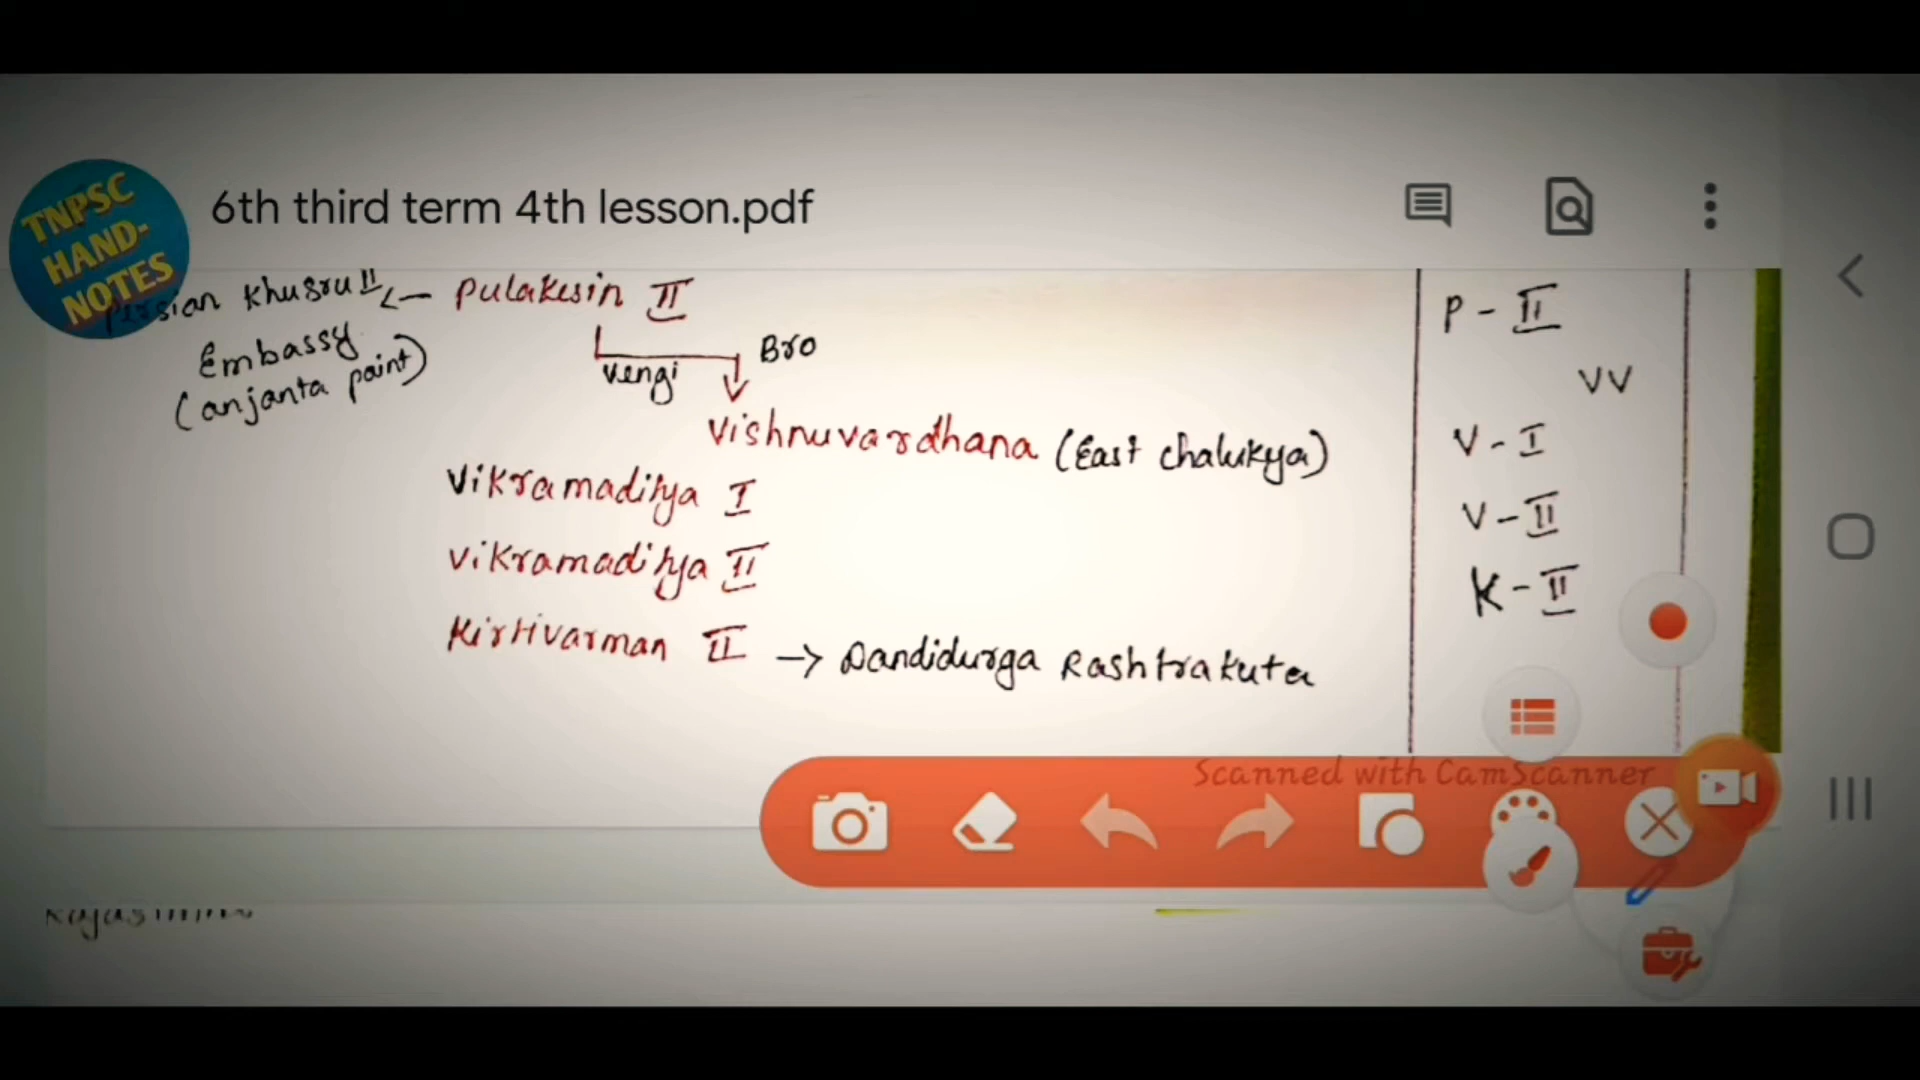 TNPSC
HAND-
NOTES
6th third term 4th lesson.pdf
Persian Khusru II <— Pulakesin II
Embassy
(anjanta paint)
Bro
Vengi
Vishnuvardhana (East Chalukya)
Vikramaditya I
Vikramaditya II
Kirtivarman II -> Dandidurga Rashtrakuta
P - II
VV
V - I
V - II
K - II
Scanned with CamScanner